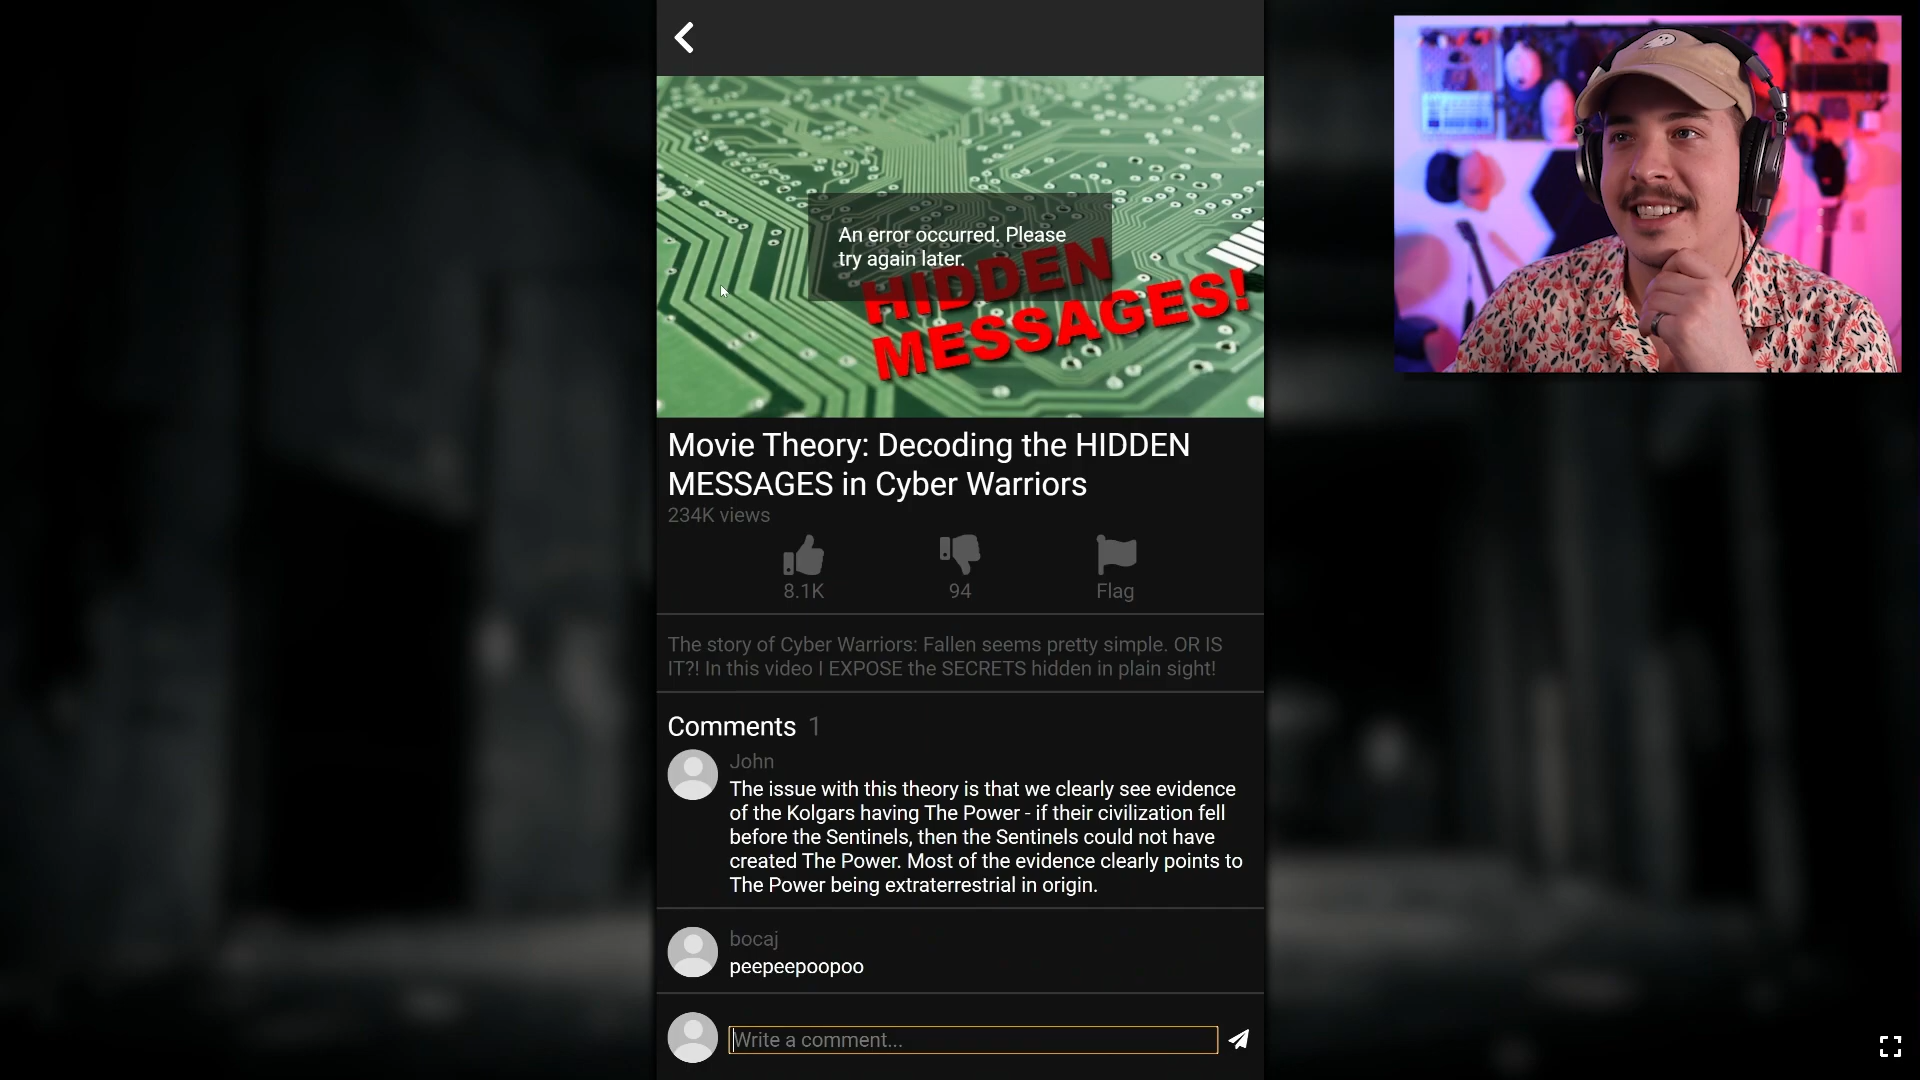 An error occurred. Please
try again later.
HIDDEN
MESSAGES!
Movie Theory: Decoding the HIDDEN
MESSAGES in Cyber Warriors
234K views
8.1K
94
Flag
The story of Cyber Warriors: Fallen seems pretty simple. OR IS
IT?! In this video I EXPOSE the SECRETS hidden in plain sight!
Comments 1
John
The issue with this theory is that we clearly see evidence
of the Kolgars having The Power - if their civilization fell
before the Sentinels, then the Sentinels could not have
created The Power. Most of the evidence clearly points to
The Power being extraterrestrial in origin.
bocaj
peepeepoopoo
Write a comment...